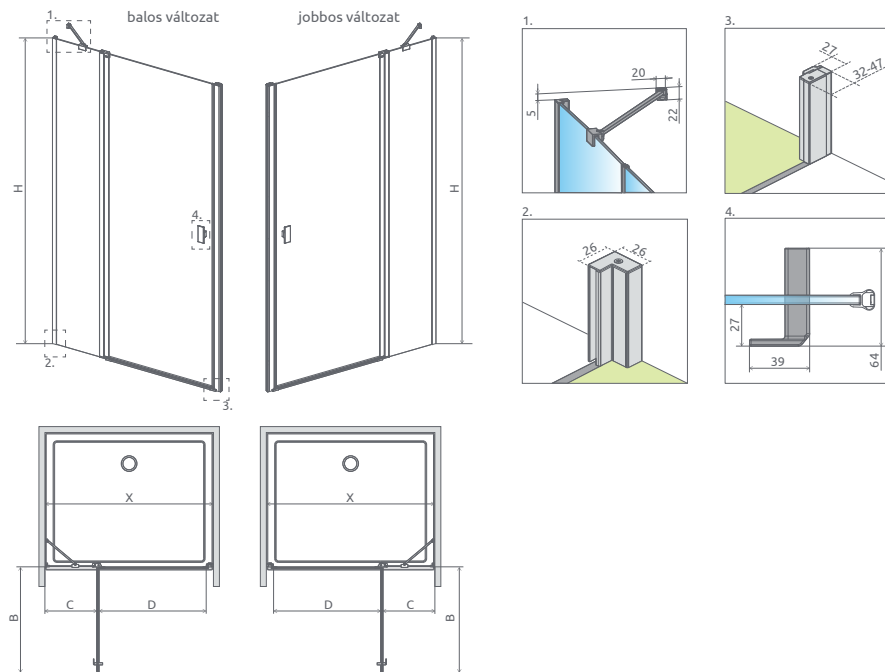 balos változat
jobbos változat
1.
H
4.
2.
3.
H
1.
20
5
22
3.
27
32-47
2.
26
26
4.
27
39
64
X
B
C
D
X
D
C
B